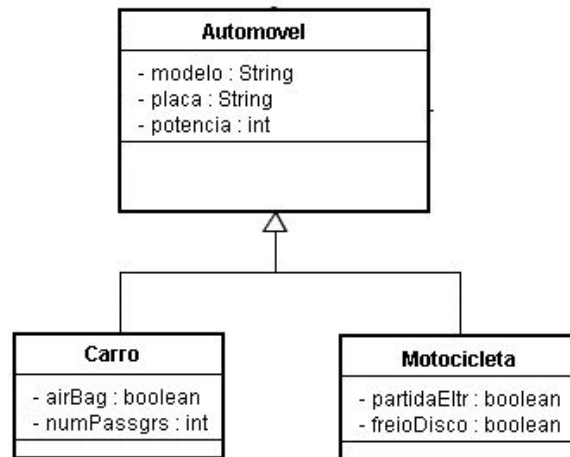 Automovel
- modelo : String
- placa : String
- potencia : int
Carro
- airBag : boolean
- numPassgrs : int
Motocicleta
- partidaEltr : boolean
- freioDisco : boolean